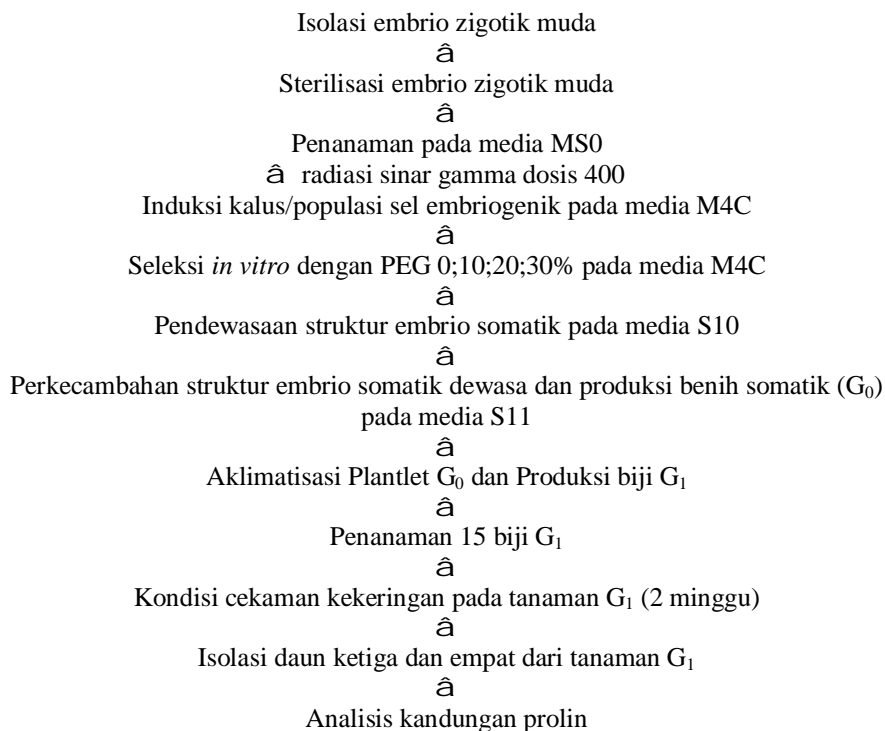 Isolasi embrio zigotik muda
â
Sterilisasi embrio zigotik muda
â
Penanaman pada media MS0
â radiasi sinar gamma dosis 400
Induksi kalus/populasi sel embriogenik pada media M4C
â
Seleksi in vitro dengan PEG 0;10;20;30% pada media M4C
â
Pendewasaan struktur embrio somatik pada media S10
â
Perkecambahan struktur embrio somatik dewasa dan produksi benih somatik (G₀)
pada media S11
â
Aklimatisasi Plantlet G₀ dan Produksi biji G₁
â
Penanaman 15 biji G₁
â
Kondisi cekaman kekeringan pada tanaman G₁ (2 minggu)
â
Isolasi daun ketiga dan empat dari tanaman G₁
â
Analisis kandungan prolin